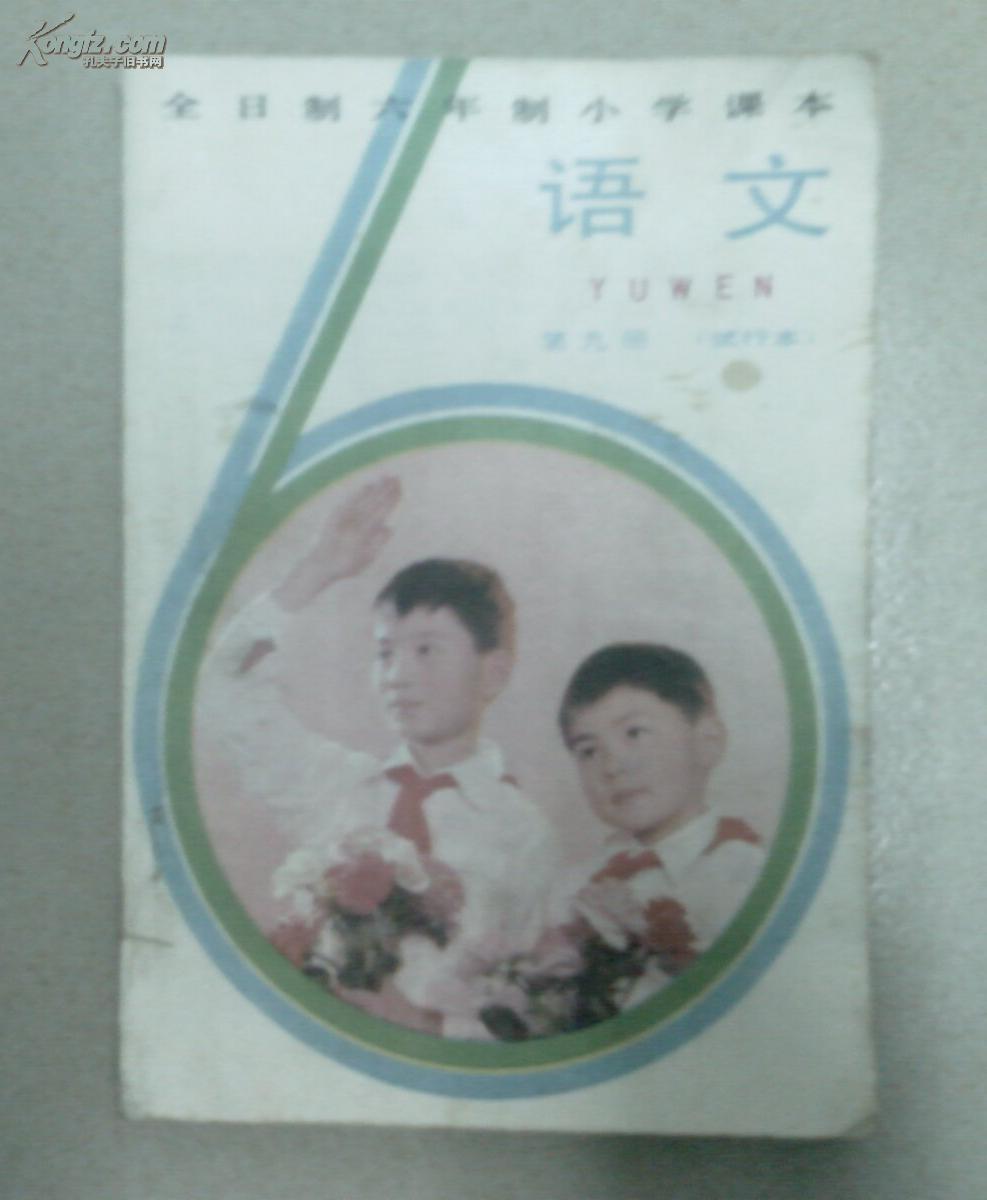 Kongfz.com
孔夫子旧书网
全日制六年制小学课本
语文
YUWEN
第九册 （试行本）